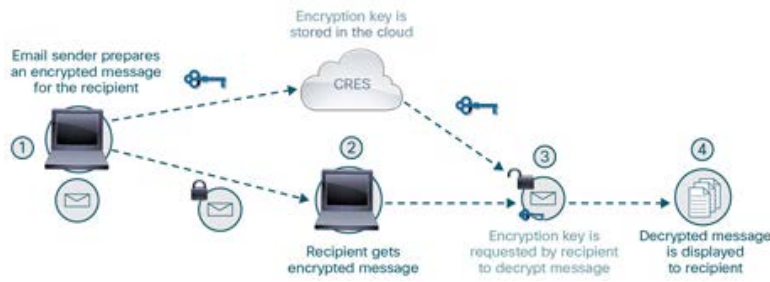 Encryption key is
stored in the cloud
Email sender prepares
an encrypted message
for the recipient
CRES
1
2
3
4
Recipient gets
encrypted message
Encryption key is
requested by recipient
to decrypt message
Decrypted message
is displayed
to recipient